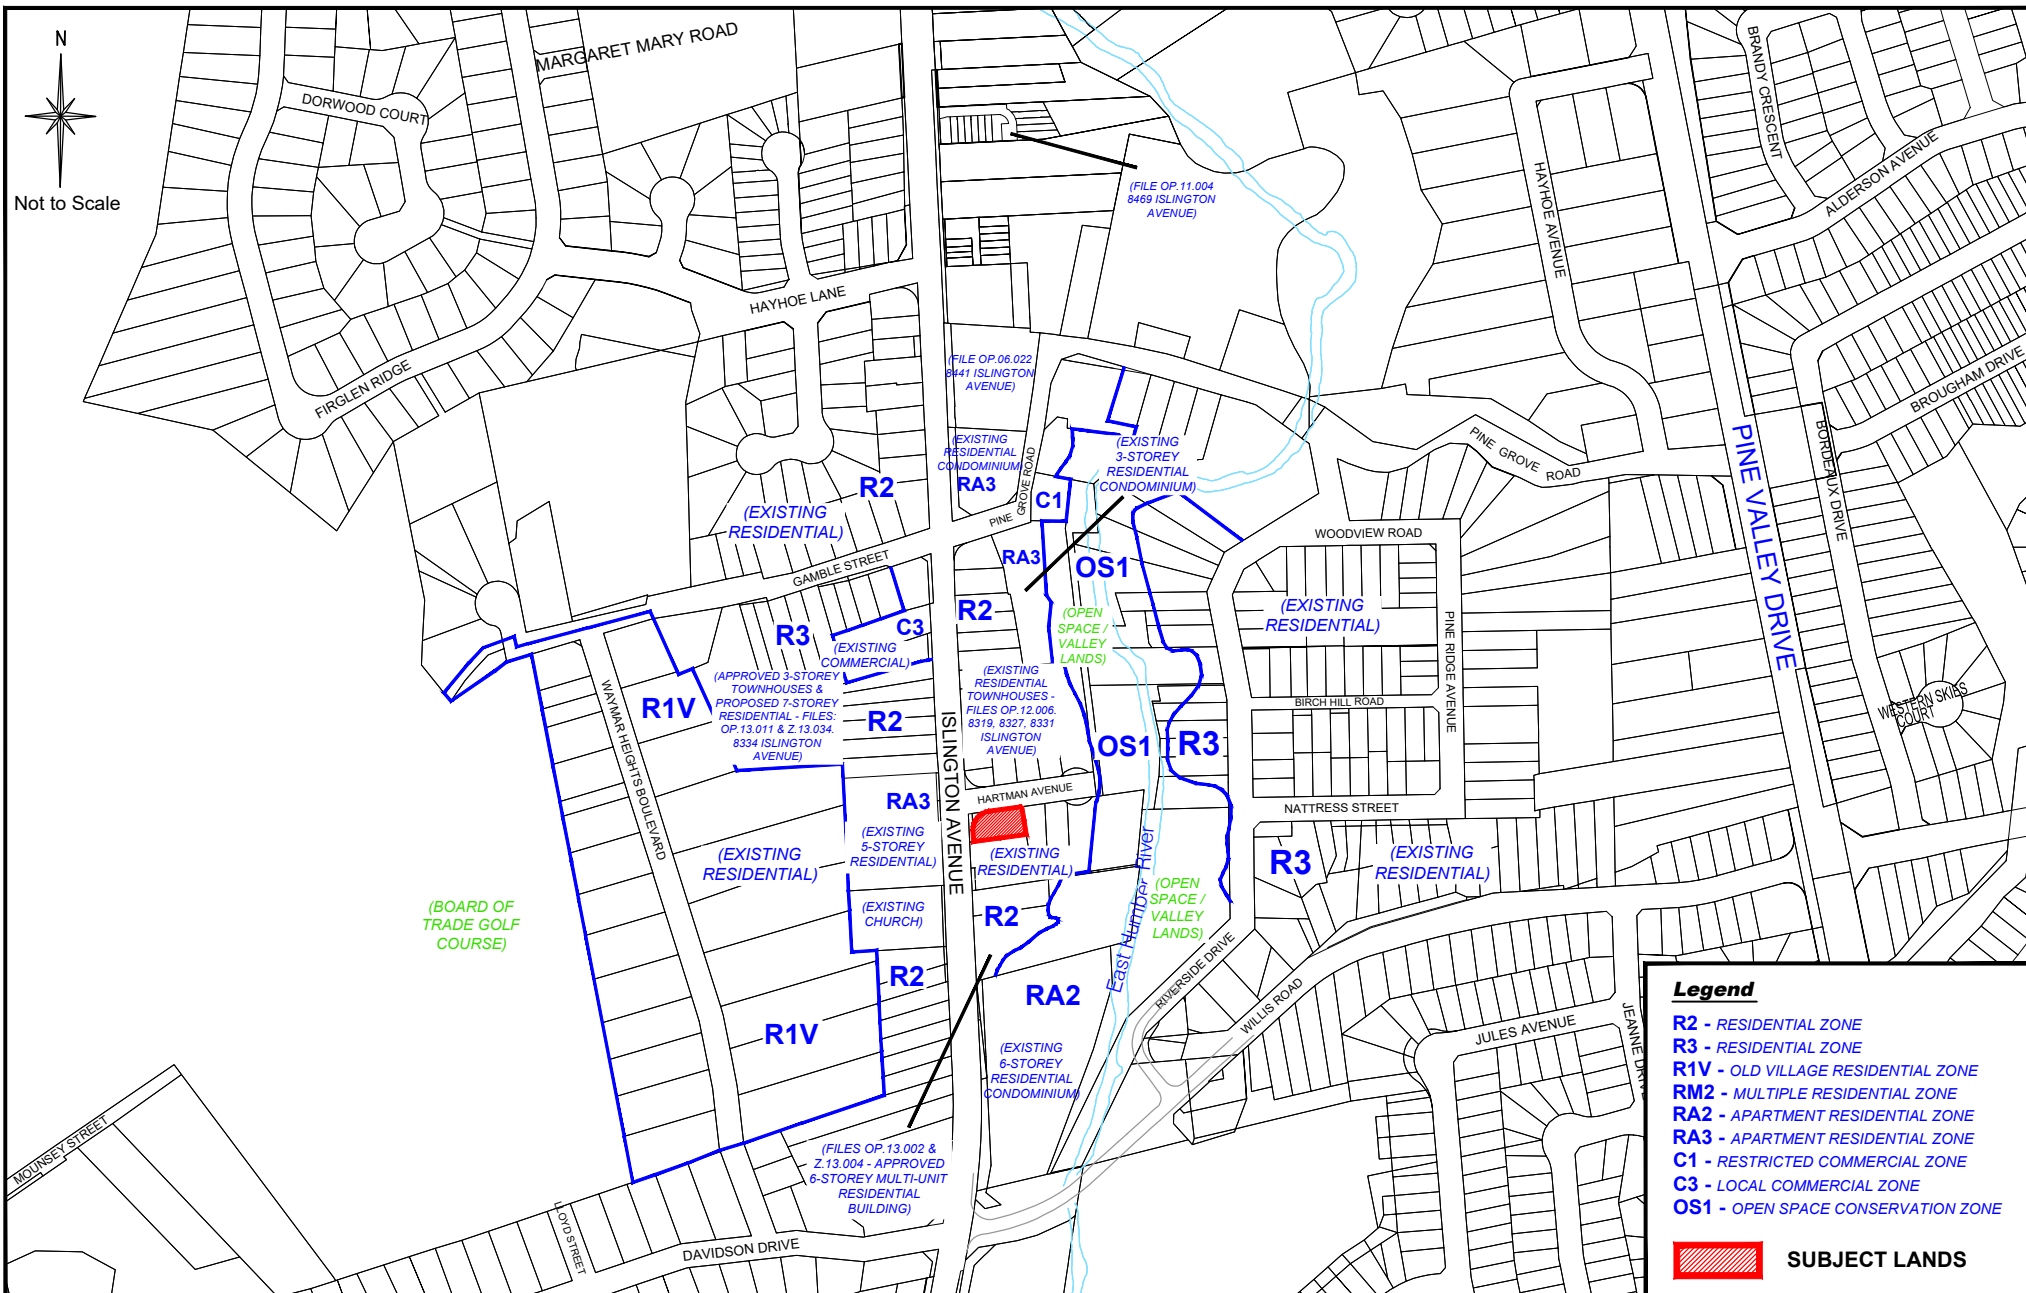 N
Not to Scale
MARGARET MARY ROAD
DORWOOD COURT
FIRGLEN RIDGE
HAYHOE LANE
BRANDY CRESCENT
ALDERSON AVENUE
HAYHOE AVENUE
BROUGHAM DRIVE
BORDEAUX DRIVE
PINE VALLEY DRIVE
PINE GROVE ROAD
(FILE OP.11.004
8469 ISLINGTON
AVENUE)
(FILE OP.06.022
8441 ISLINGTON
AVENUE)
(EXISTING
RESIDENTIAL
CONDOMINIUM)
RA3
PINE GROVE ROAD
C1
(EXISTING
3-STOREY
RESIDENTIAL
CONDOMINIUM)
R2
(EXISTING
RESIDENTIAL)
GAMBLE STREET
RA3
OS1
WOODVIEW ROAD
R2
(OPEN
SPACE /
VALLEY
LANDS)
(EXISTING
RESIDENTIAL)
PINE RIDGE AVENUE
R3
C3
(EXISTING
COMMERCIAL)
(APPROVED 3-STOREY
TOWNHOUSES &
PROPOSED 7-STOREY
RESIDENTIAL - FILES:
OP.13.011 & Z.13.034.
8334 ISLINGTON
AVENUE)
(EXISTING
RESIDENTIAL
TOWNHOUSES -
FILES OP.12.006.
8319, 8327, 8331
ISLINGTON
AVENUE)
R1V
WAYMAR HEIGHTS BOULEVARD
R2
ISLINGTON AVENUE
OS1
R3
BIRCH HILL ROAD
WESTERN SKIES
COURT
HARTMAN AVENUE
NATTRESS STREET
RA3
(EXISTING
5-STOREY
RESIDENTIAL)
(EXISTING
RESIDENTIAL)
(EXISTING
RESIDENTIAL)
R3
(EXISTING
RESIDENTIAL)
(BOARD OF
TRADE GOLF
COURSE)
(EXISTING
CHURCH)
R2
East Humber River
(OPEN
SPACE /
VALLEY
LANDS)
R2
RA2
RIVERSIDE DRIVE
WILLIS ROAD
R1V
(EXISTING
6-STOREY
RESIDENTIAL
CONDOMINIUM)
JULES AVENUE
JEANNE DRIVE
MOUNSEY STREET
(FILES OP.13.002 &
Z.13.004 - APPROVED
6-STOREY MULTI-UNIT
RESIDENTIAL
BUILDING)
LLOYD STREET
DAVIDSON DRIVE
Legend
R2 - RESIDENTIAL ZONE
R3 - RESIDENTIAL ZONE
R1V - OLD VILLAGE RESIDENTIAL ZONE
RM2 - MULTIPLE RESIDENTIAL ZONE
RA2 - APARTMENT RESIDENTIAL ZONE
RA3 - APARTMENT RESIDENTIAL ZONE
C1 - RESTRICTED COMMERCIAL ZONE
C3 - LOCAL COMMERCIAL ZONE
OS1 - OPEN SPACE CONSERVATION ZONE
SUBJECT LANDS